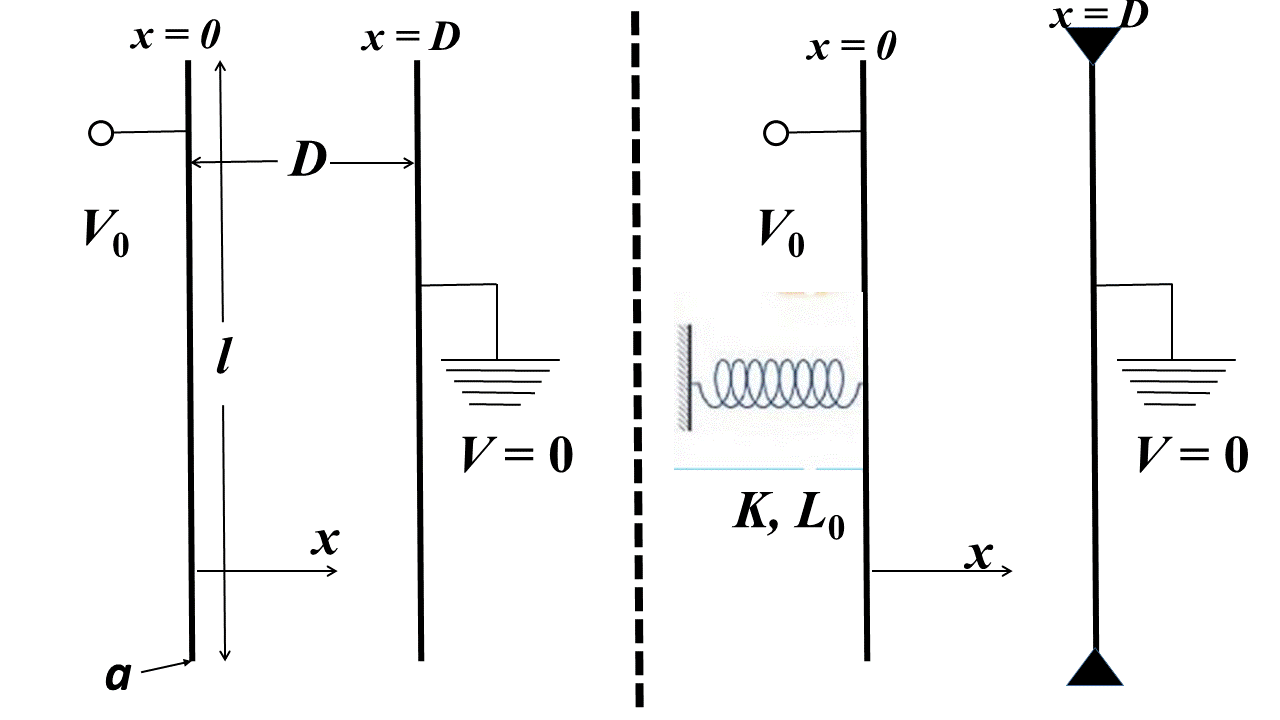 x = 0
x = D
D
V0
l
V = 0
x
a
x = 0
x = D
V0
V = 0
K, L0
x